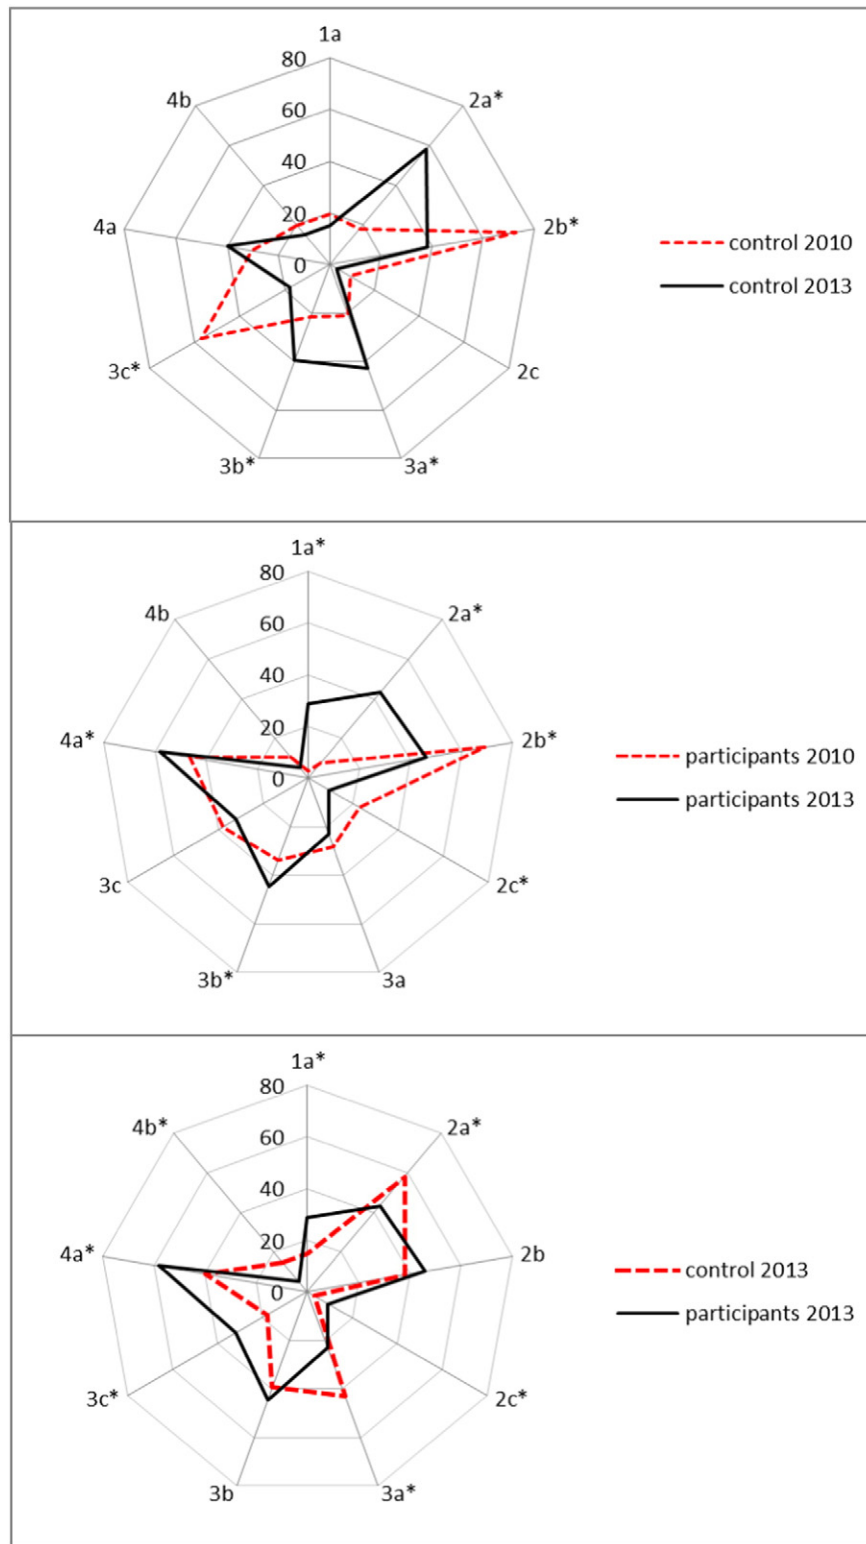 1a
80
4b
2a*
60
40
20
4a
2b*
0
control 2010
control 2013
3c*
2c
3b*
3a*
1a*
80
4b
2a*
60
40
20
4a*
2b*
0
participants 2010
participants 2013
3c
2c*
3b*
3a
1a*
80
4b*
2a*
60
40
20
4a*
2b
0
control 2013
participants 2013
3c*
2c*
3b
3a*